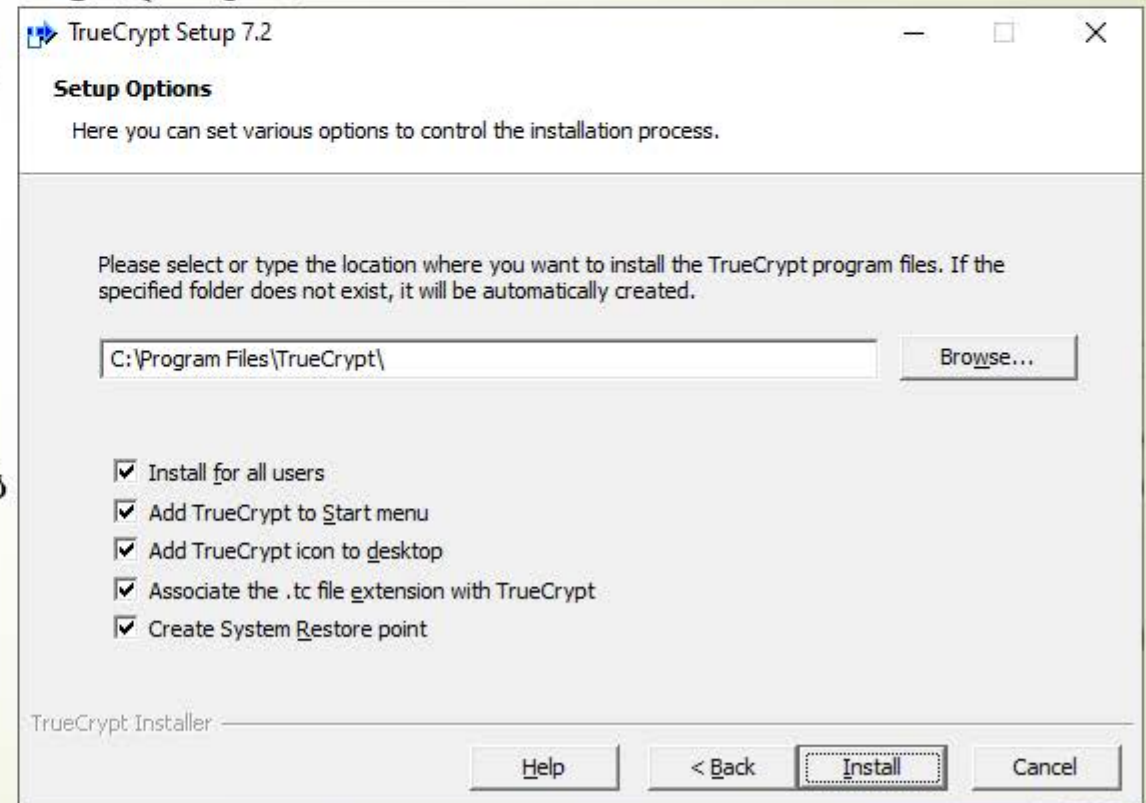 TrueCrypt Setup 7.2
Setup Options
Here you can set various options to control the installation process.
Please select or type the location where you want to install the TrueCrypt program files. If the
specified folder does not exist, it will be automatically created.
C:\Program Files\TrueCrypt\
Browse...
Install for all users
Add TrueCrypt to Start menu
Add TrueCrypt icon to desktop
Associate the .tc file extension with TrueCrypt
Create System Restore point
TrueCrypt Installer
Help
< Back
Install
Cancel